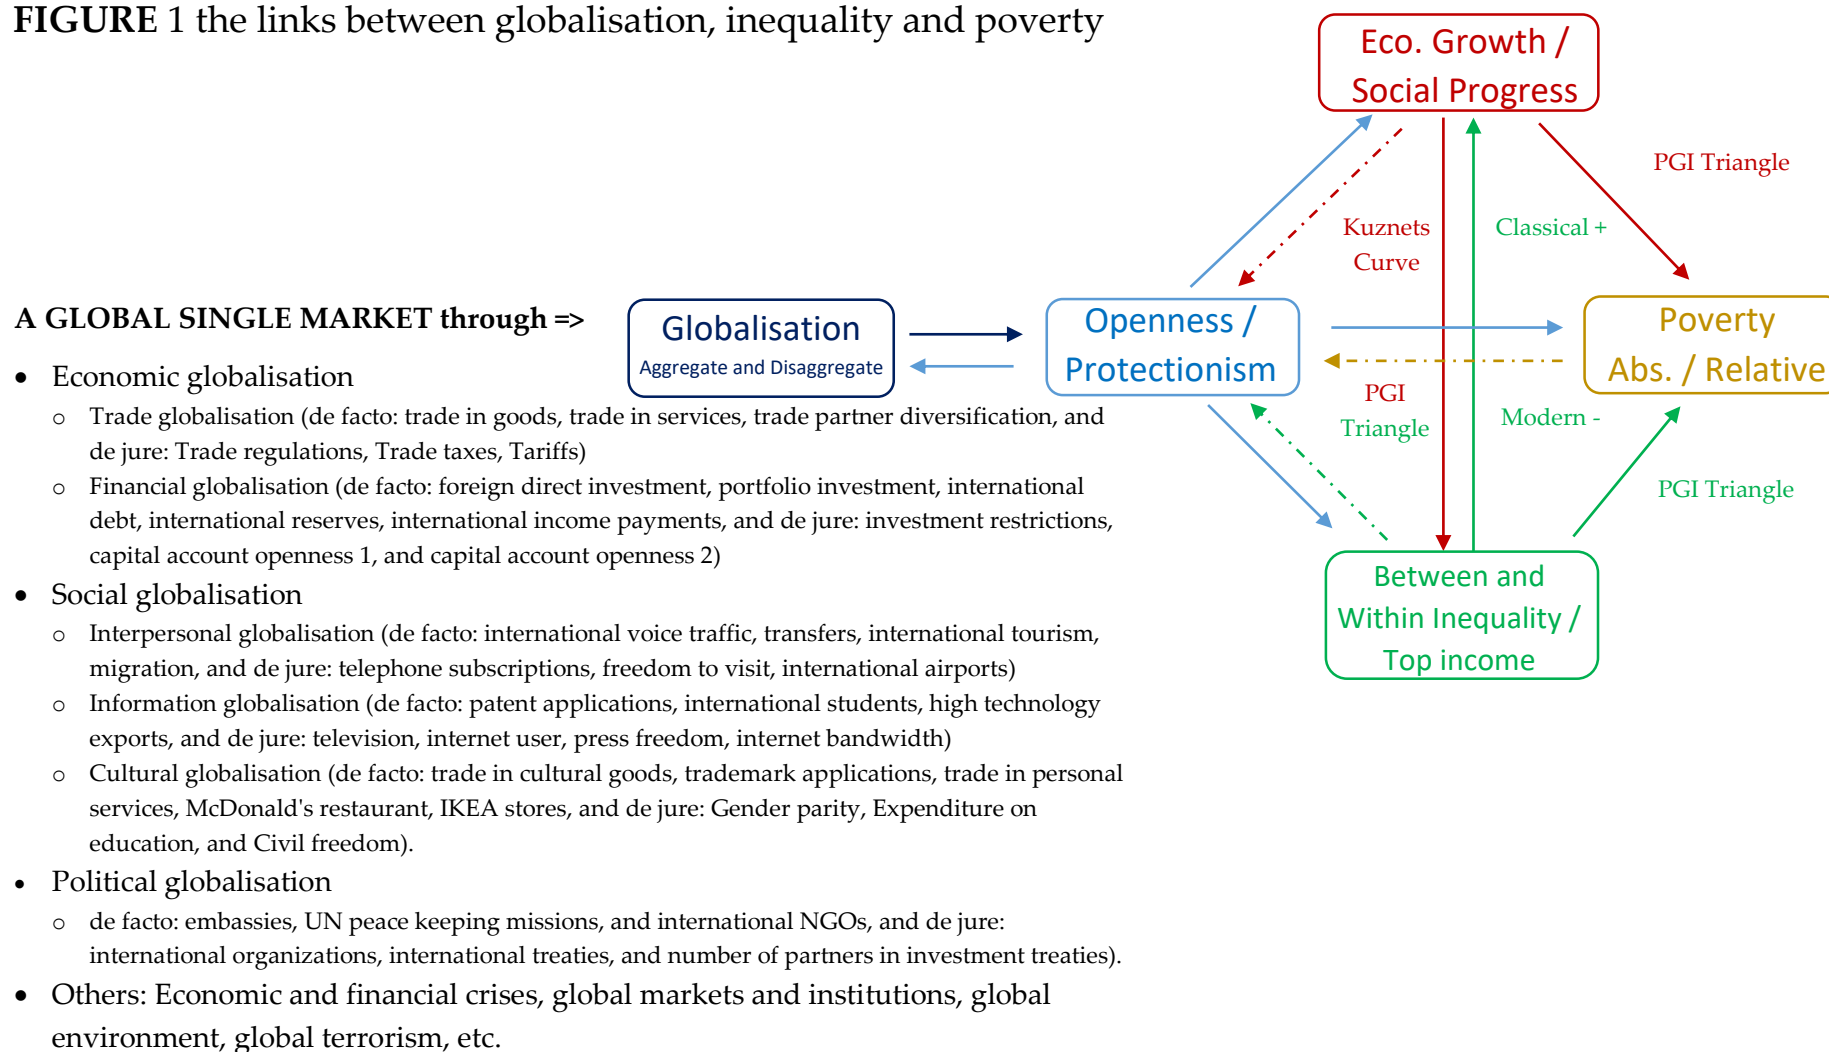 FIGURE 1 the links between globalisation, inequality and poverty
Eco. Growth /
Social Progress
PGI Triangle
Kuznets
Curve
Classical +
A GLOBAL SINGLE MARKET through =>
Globalisation
Aggregate and Disaggregate
Openness /
Protectionism
Poverty
Abs. / Relative
PGI
Triangle
Modern -
PGI Triangle
Between and
Within Inequality /
Top income
• Economic globalisation
o Trade globalisation (de facto: trade in goods, trade in services, trade partner diversification, and
de jure: Trade regulations, Trade taxes, Tariffs)
o Financial globalisation (de facto: foreign direct investment, portfolio investment, international
debt, international reserves, international income payments, and de jure: investment restrictions,
capital account openness 1, and capital account openness 2)
• Social globalisation
o Interpersonal globalisation (de facto: international voice traffic, transfers, international tourism,
migration, and de jure: telephone subscriptions, freedom to visit, international airports)
o Information globalisation (de facto: patent applications, international students, high technology
exports, and de jure: television, internet user, press freedom, internet bandwidth)
o Cultural globalisation (de facto: trade in cultural goods, trademark applications, trade in personal
services, McDonald's restaurant, IKEA stores, and de jure: Gender parity, Expenditure on
education, and Civil freedom).
• Political globalisation
o de facto: embassies, UN peace keeping missions, and international NGOs, and de jure:
international organizations, international treaties, and number of partners in investment treaties).
• Others: Economic and financial crises, global markets and institutions, global
environment, global terrorism, etc.